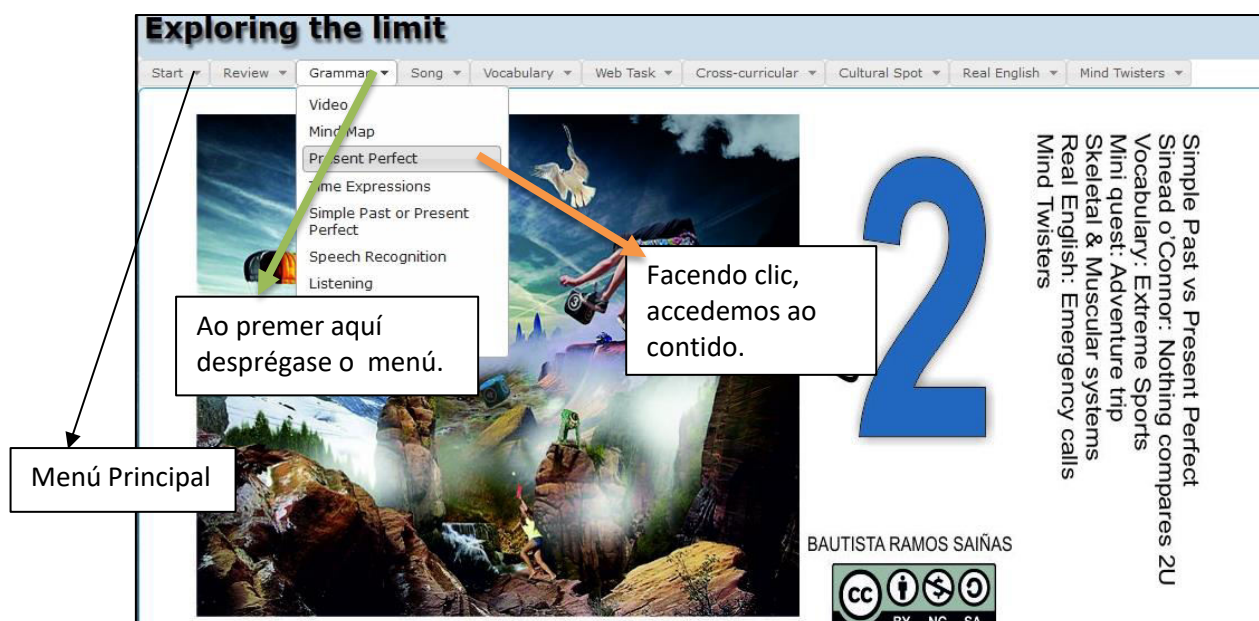 Exploring the limit
Start Review Grammar Song Vocabulary Web Task Cross-curricular Cultural Spot Real English Mind Twisters
Video
Mind Map
Present Perfect
Time Expressions
Simple Past or Present
Perfect
Speech Recognition
Listening
Ao premer aquí
desprégase o menú.
Facendo clic,
accedemos ao
contido.
Menú Principal
3
2
Simple Past vs Present Perfect
Sinead o'Connor: Nothing compares 2U
Vocabulary: Extreme Sports
Mini quest: Adventure trip
Skeletal & Muscular systems
Real English: Emergency calls
Mind Twisters
BAUTISTA RAMOS SAIÑAS
cc
BY NC SA